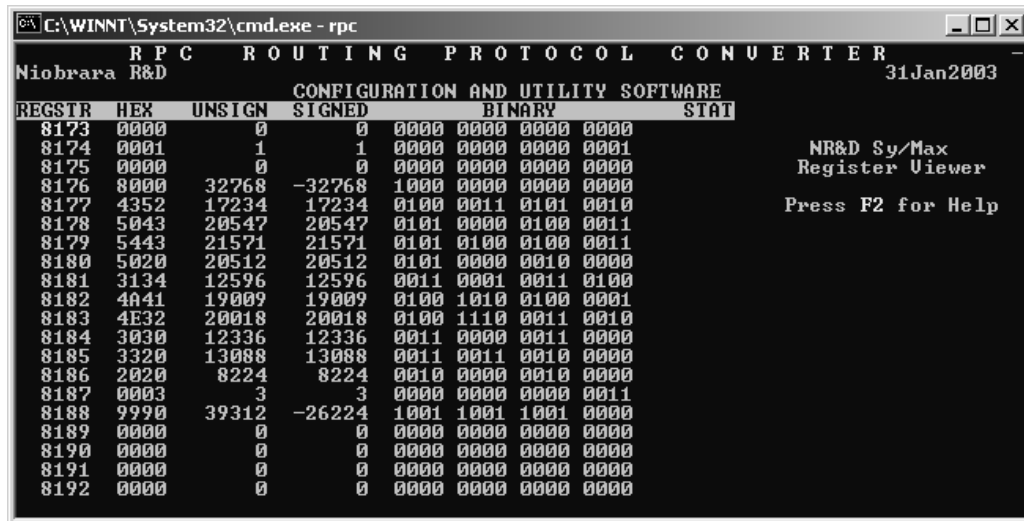 C:\WINNT\System32\cmd.exe - rpc
R P C R O U T I N G P R O T O C O L C O N V E R T E R
Niobrara R&D 31Jan2003
CONFIGURATION AND UTILITY SOFTWARE
REGSTR HEX UNSIGN SIGNED BINARY STAT
8173 0000 0 0 0000 0000 0000 0000
8174 0001 1 1 0000 0000 0000 0001 NR&D Sy/Max
8175 0000 0 0 0000 0000 0000 0000 Register Viewer
8176 8000 32768 -32768 1000 0000 0000 0000
8177 4352 17234 17234 0100 0011 0101 0010 Press F2 for Help
8178 5043 20547 20547 0101 0000 0100 0011
8179 5443 21571 21571 0101 0100 0100 0011
8180 5020 20512 20512 0101 0000 0010 0000
8181 3134 12596 12596 0011 0001 0011 0100
8182 4A41 19009 19009 0100 1010 0100 0001
8183 4E32 20018 20018 0100 1110 0011 0010
8184 3030 12336 12336 0011 0000 0011 0000
8185 3320 13088 13088 0011 0011 0010 0000
8186 2020 8224 8224 0010 0000 0010 0000
8187 0003 3 3 0000 0000 0000 0011
8188 9990 39312 -26224 1001 1001 1001 0000
8189 0000 0 0 0000 0000 0000 0000
8190 0000 0 0 0000 0000 0000 0000
8191 0000 0 0 0000 0000 0000 0000
8192 0000 0 0 0000 0000 0000 0000